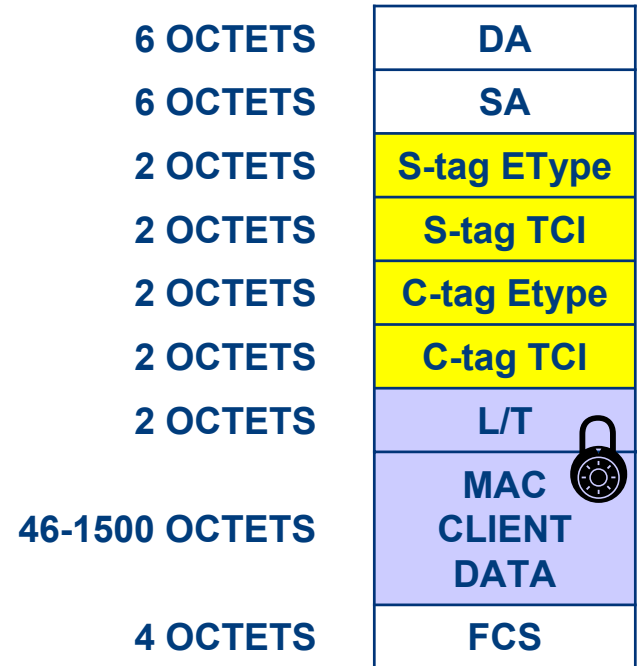 6 OCTETS DA
6 OCTETS SA
2 OCTETS S-tag EType
2 OCTETS S-tag TCI
2 OCTETS C-tag Etype
2 OCTETS C-tag TCI
2 OCTETS L/T
46-1500 OCTETS MAC
CLIENT
DATA
4 OCTETS FCS